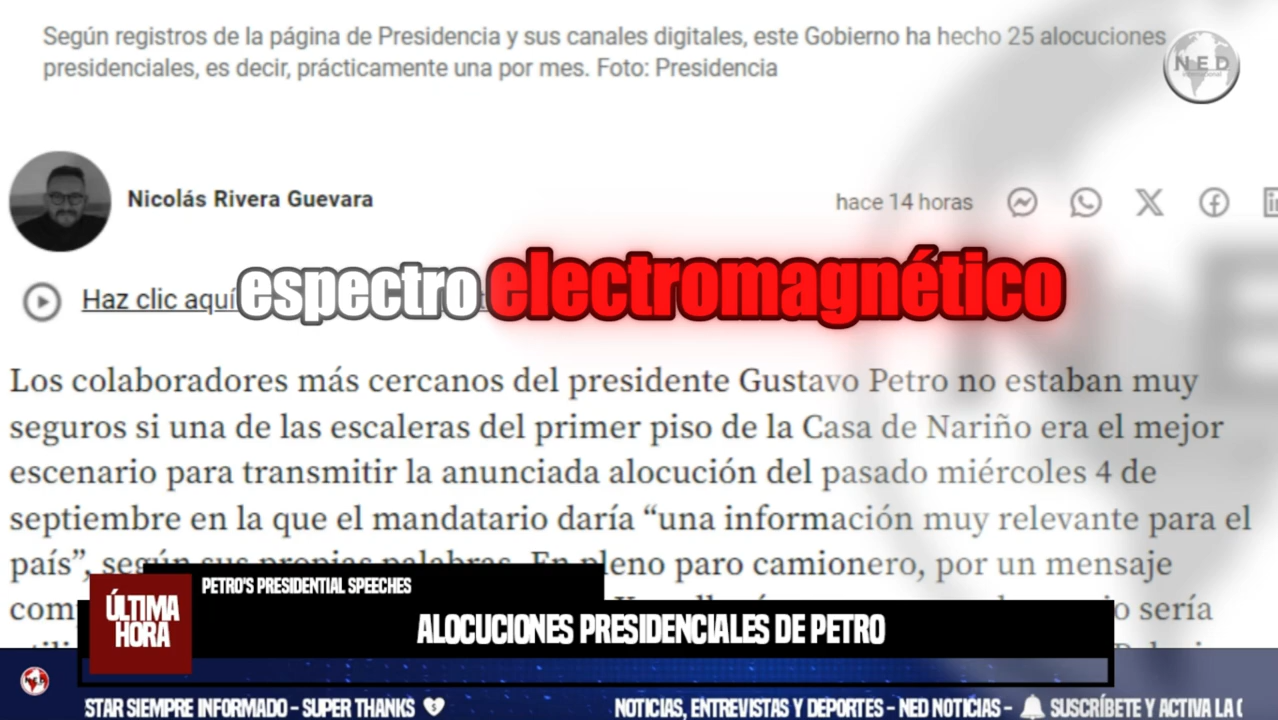 Según registros de la página de Presidencia y sus canales digitales, este Gobierno ha hecho 25 alocuciones
presidenciales, es decir, prácticamente una por mes. Foto: Presidencia
NED
international
Nicolás Rivera Guevara
hace 14 horas
Haz clic aquí
espectro electromagnético
Los colaboradores más cercanos del presidente Gustavo Petro no estaban muy
seguros si una de las escaleras del primer piso de la Casa de Nariño era el mejor
escenario para transmitir la anunciada alocución del pasado miércoles 4 de
septiembre en la que el mandatario daría “una información muy relevante para el
país”, según sus propias palabras. En pleno paro camionero, por un mensaje
sería
PETRO'S PRESIDENTIAL SPEECHES
ÚLTIMA
HORA
ALOCUCIONES PRESIDENCIALES DE PETRO
STAR SIEMPRE INFORMADO - SUPER THANKS
NOTICIAS, ENTREVISTAS Y DEPORTES - NED NOTICIAS -
SUSCRÍBETE Y ACTIVA LA C